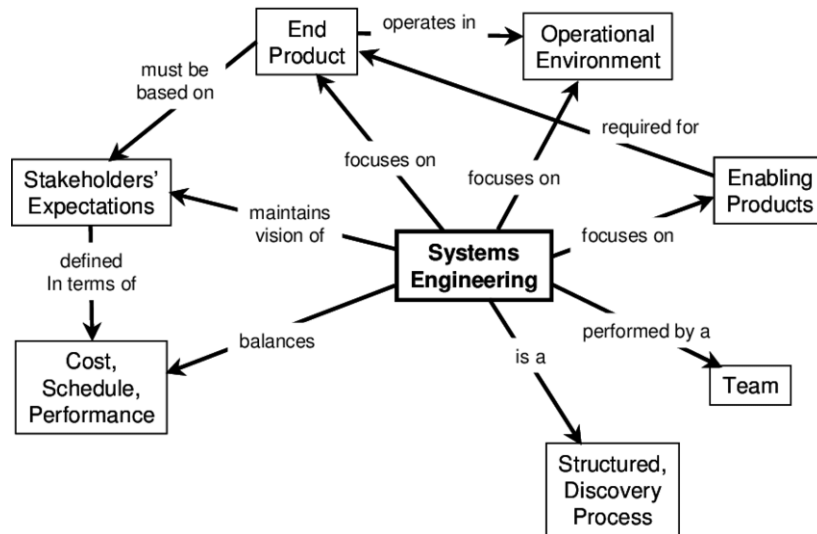 End
Product
operates in
Operational
Environment
must be
based on
required for
focuses on
focuses on
Stakeholders’
Expectations
Enabling
Products
maintains
vision of
focuses on
Systems
Engineering
defined
In terms of
balances
performed by a
is a
Cost,
Schedule,
Performance
Team
Structured,
Discovery
Process